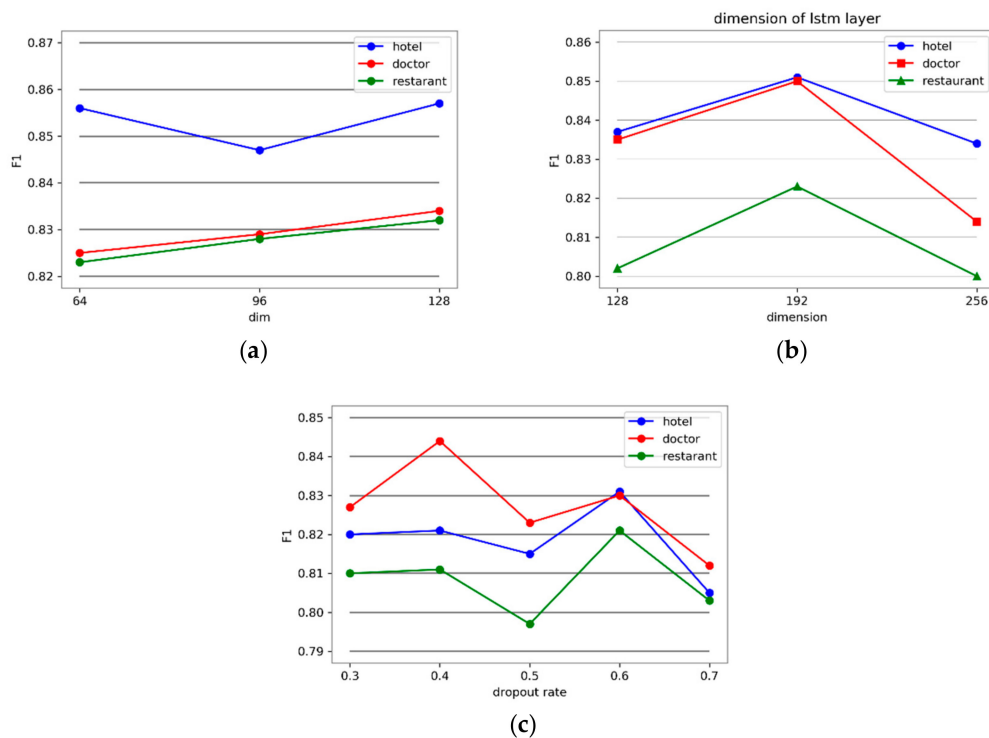 0.87
0.86
0.85
0.84
0.83
0.82
F1
hotel
doctor
restarant
64 96 128
dim
(a)
dimension of lstm layer
0.86
0.85
0.84
0.83
0.82
0.81
0.80
F1
hotel
doctor
restaurant
128 192 256
dimension
(b)
0.85
0.84
0.83
0.82
0.81
0.80
0.79
F1
hotel
doctor
restarant
0.3 0.4 0.5 0.6 0.7
dropout rate
(c)